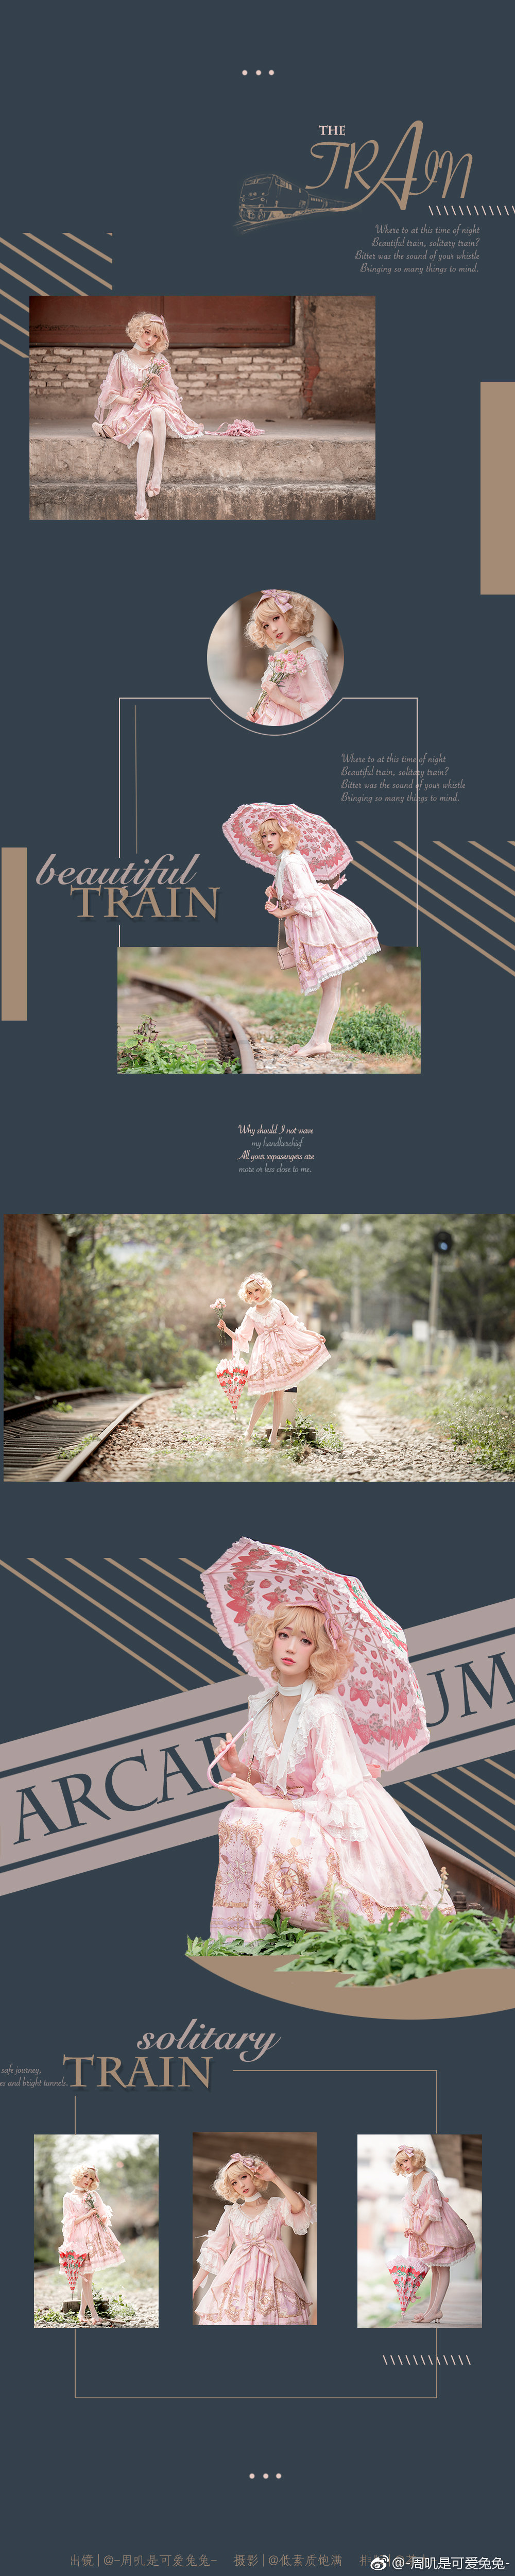 THE
TRAIN
Where to at this time of night
Beautiful train, solitary train?
Bitter was the sound of your whistle
Bringing so many things to mind.
Where to at this time of night
Beautiful train, solitary train?
Bitter was the sound of your whistle
Bringing so many things to mind.
beautiful
TRAIN
Why should I not wave
my handkerchief
All your xxpasengers are
more or less close to me.
ARCA
UM
solitary
TRAIN
safe journey,
es and bright tunnels.
出镜 | @-周叽是可爱兔兔- 摄影 | @低素质饱满
@-周叽是可爱兔兔-